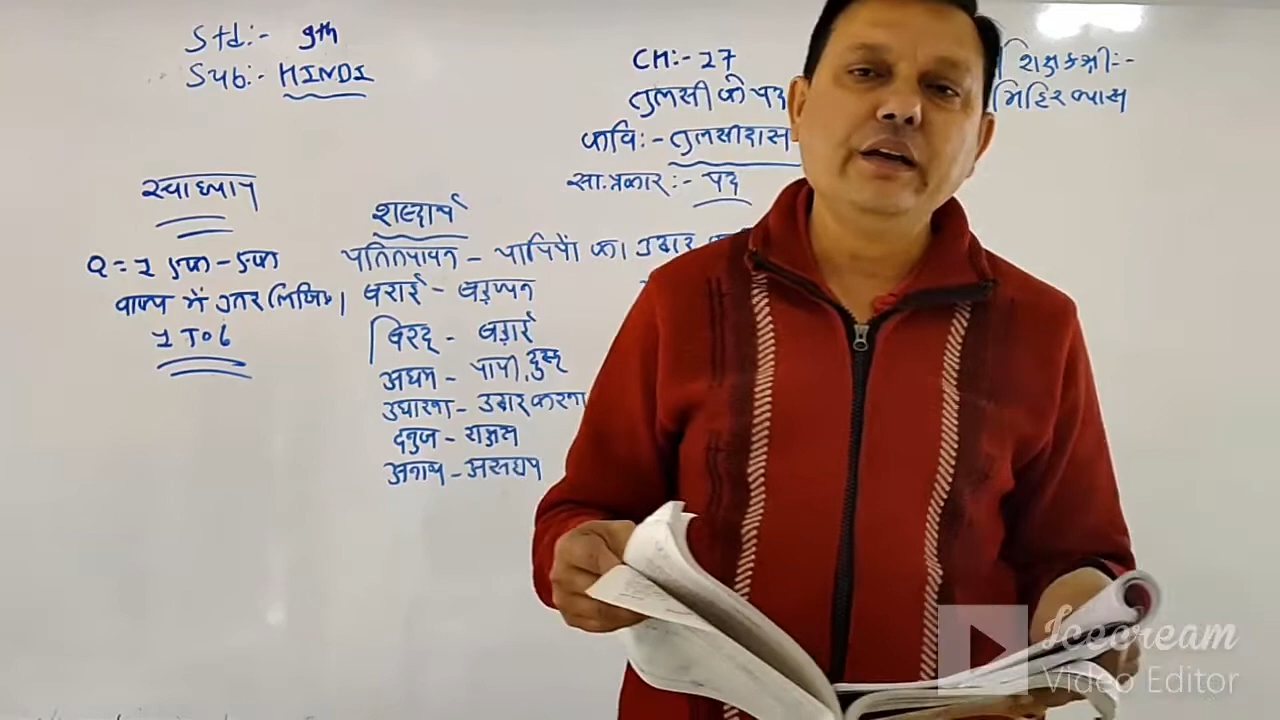 Std:- 9th
Sub:- HINDI
CH:- 27
तुलसी के पद
कवि:- तुलसीदास
सा.प्रकार:- पद
शिक्षकश्री:-
मिहिर व्यास
स्वाध्याय
Q=1 एक-एक
वाक्य में उत्तर लिखिए।
1 To 6
शब्दार्थ
पतितपावन - पापियों का उद्धार
बराई - बड़प्पन
बिरद - बड़ाई
अधम - पापी, दुष्ट
उधारना - उद्धार करना
दनुज - राक्षस
अनाथ - असहाय
Icecream
Video Editor